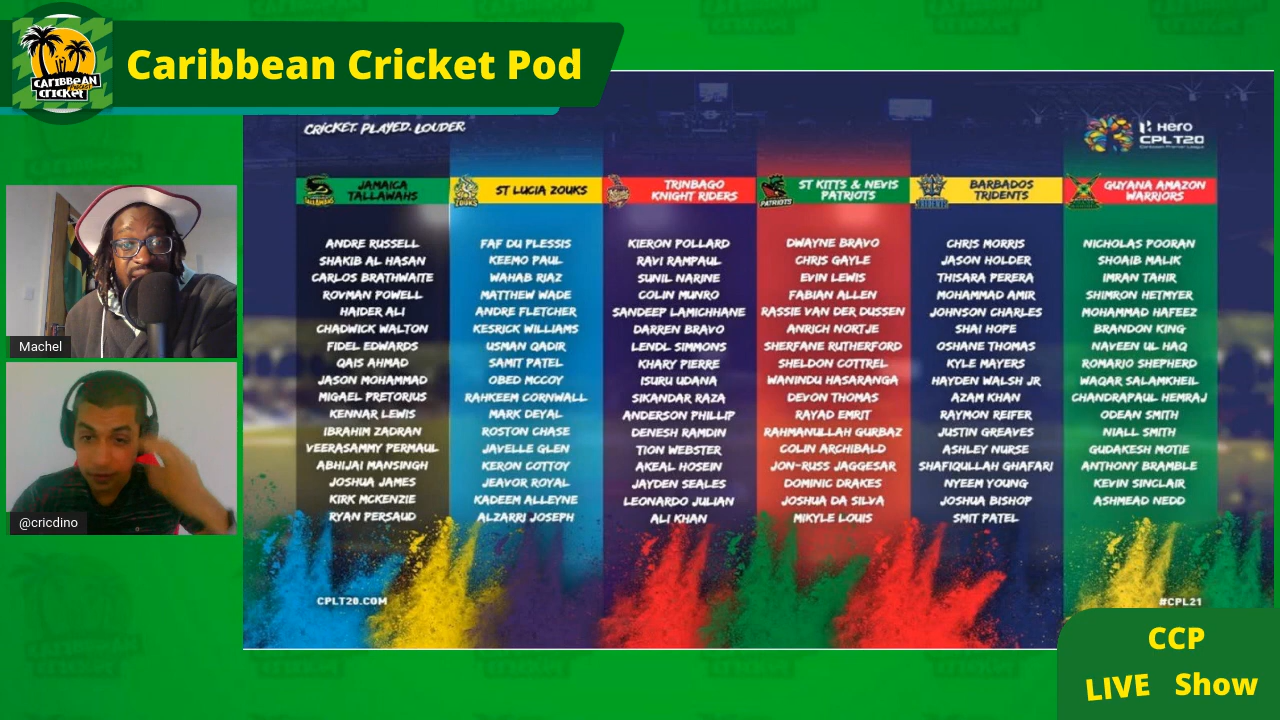 CARIBBEAN
CRICKET
Caribbean Cricket Pod
CRICKET. PLAYED. LOUDER.
Hero
CPLT20
Caribbean Premier League
JAMAICA
TALLAWAHS
ANDRE RUSSELL
SHAKIB AL HASAN
CARLOS BRATHWAITE
ROVMAN POWELL
HAIDER ALI
CHADWICK WALTON
FIDEL EDWARDS
QAIS AHMAD
JASON MOHAMMAD
MIGAEL PRETORIUS
KENNAR LEWIS
IBRAHIM ZADRAN
VEERASAMMY PERMAUL
ABHIJAI MANSINGH
JOSHUA JAMES
KIRK MCKENZIE
RYAN PERSAUD
ST LUCIA ZOUKS
FAF DU PLESSIS
KEEMO PAUL
WAHAB RIAZ
MATTHEW WADE
ANDRE FLETCHER
KESRICK WILLIAMS
USMAN QADIR
SAMIT PATEL
OBED MCCOY
RAHKEEM CORNWALL
MARK DEYAL
ROSTON CHASE
JAVELLE GLEN
KERON COTTOY
JEAVOR ROYAL
KADEEM ALLEYNE
ALZARRI JOSEPH
TRINBAGO
KNIGHT RIDERS
KIERON POLLARD
RAVI RAMPAUL
SUNIL NARINE
COLIN MUNRO
SANDEEP LAMICHHANE
DARREN BRAVO
LENDL SIMMONS
KHARY PIERRE
ISURU UDANA
SIKANDAR RAZA
ANDERSON PHILLIP
DENESH RAMDIN
TION WEBSTER
AKEAL HOSEIN
JAYDEN SEALES
LEONARDO JULIAN
ALI KHAN
ST KITTS & NEVIS
PATRIOTS
DWAYNE BRAVO
CHRIS GAYLE
EVIN LEWIS
FABIAN ALLEN
RASSIE VAN DER DUSSEN
ANRICH NORTJE
SHERFANE RUTHERFORD
SHELDON COTTREL
WANINDU HASARANGA
DEVON THOMAS
RAYAD EMRIT
RAHMANULLAH GURBAZ
COLIN ARCHIBALD
JON-RUSS JAGGESAR
DOMINIC DRAKES
JOSHUA DA SILVA
MIKYLE LOUIS
BARBADOS
TRIDENTS
CHRIS MORRIS
JASON HOLDER
THISARA PERERA
MOHAMMAD AMIR
JOHNSON CHARLES
SHAI HOPE
OSHANE THOMAS
KYLE MAYERS
HAYDEN WALSH JR
AZAM KHAN
RAYMON REIFER
JUSTIN GREAVES
ASHLEY NURSE
SHAFIQULLAH GHAFARI
NYEEM YOUNG
JOSHUA BISHOP
SMIT PATEL
GUYANA AMAZON
WARRIORS
NICHOLAS POORAN
SHOAIB MALIK
IMRAN TAHIR
SHIMRON HETMYER
MOHAMMAD HAFEEZ
BRANDON KING
NAVEEN UL HAQ
ROMARIO SHEPHERD
WAQAR SALAMKHEIL
CHANDRAPAUL HEMRAJ
ODEAN SMITH
NIALL SMITH
GUDAKESH MOTIE
ANTHONY BRAMBLE
KEVIN SINCLAIR
ASHMEAD NEDD
CPLT20.COM
#CPL21
Machel
@cricdino
CCP
LIVE Show